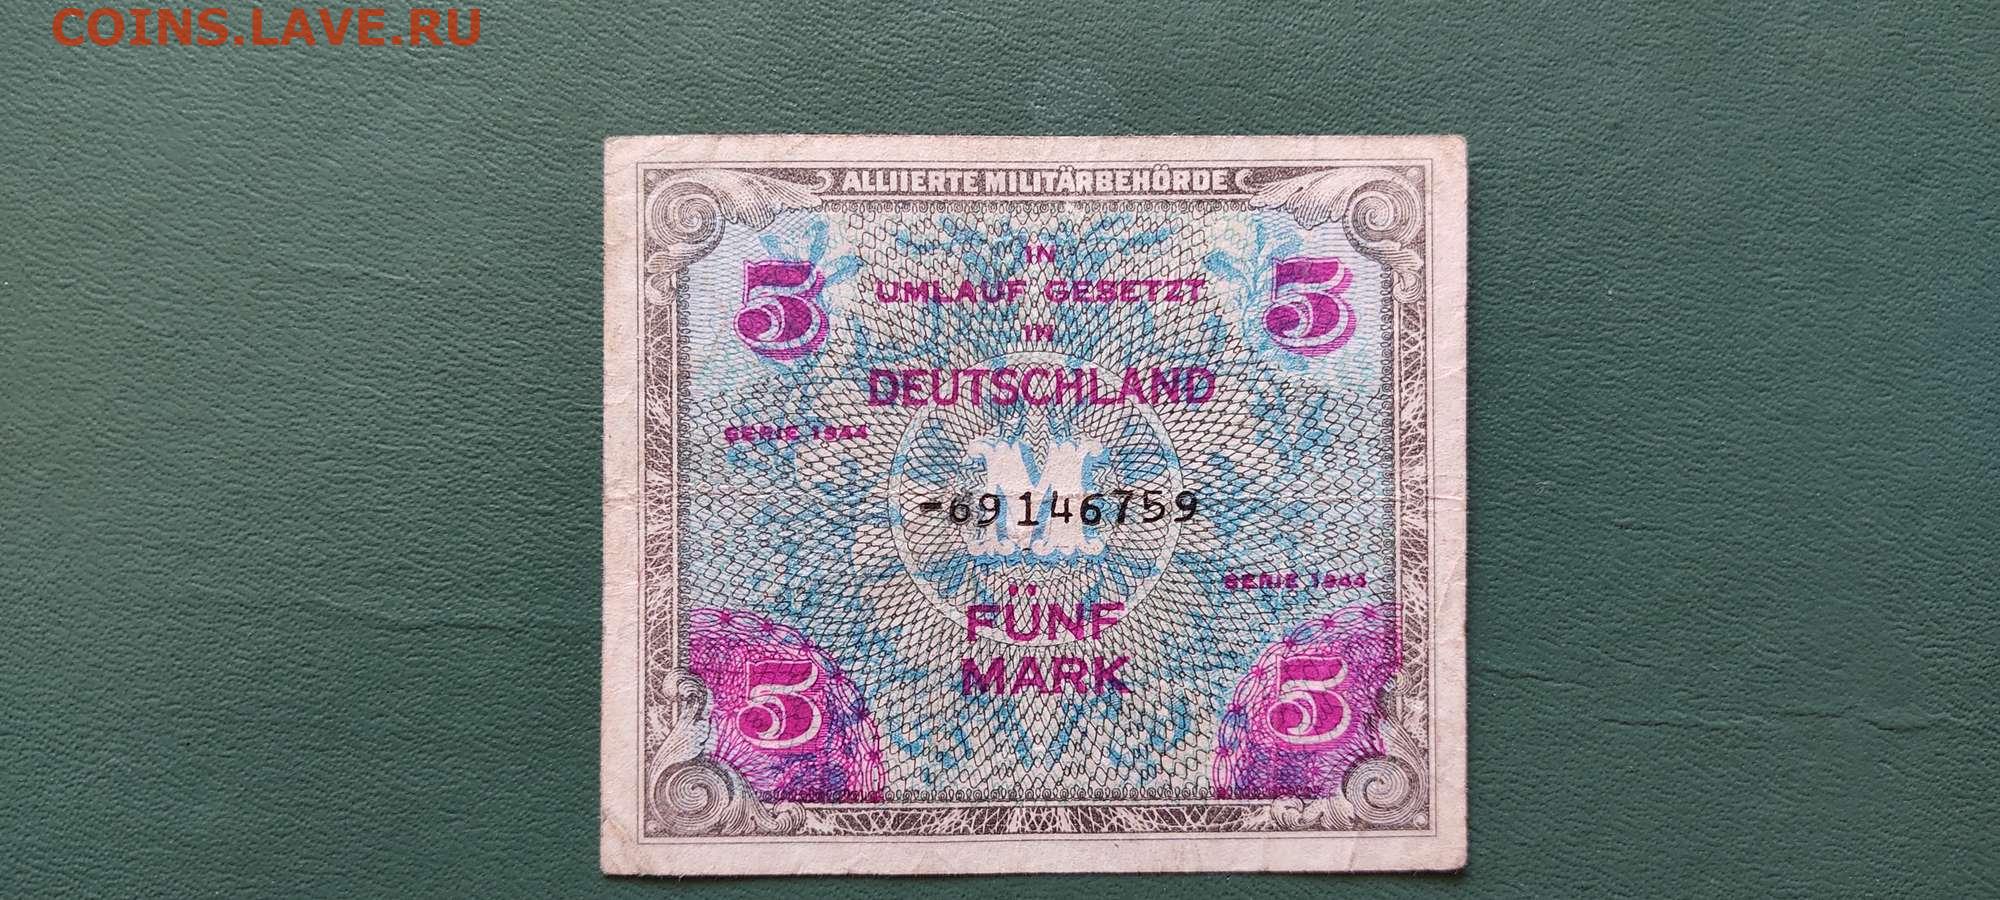 COINS.LAVE.RU
ALLIIERTE MILITÄRBEHÖRDE
IN
5 UMLAUF GESETZT 5
IN
DEUTSCHLAND
SERIE 1944
M
-69146759
SERIE 1944
FÜNF
5 MARK 5